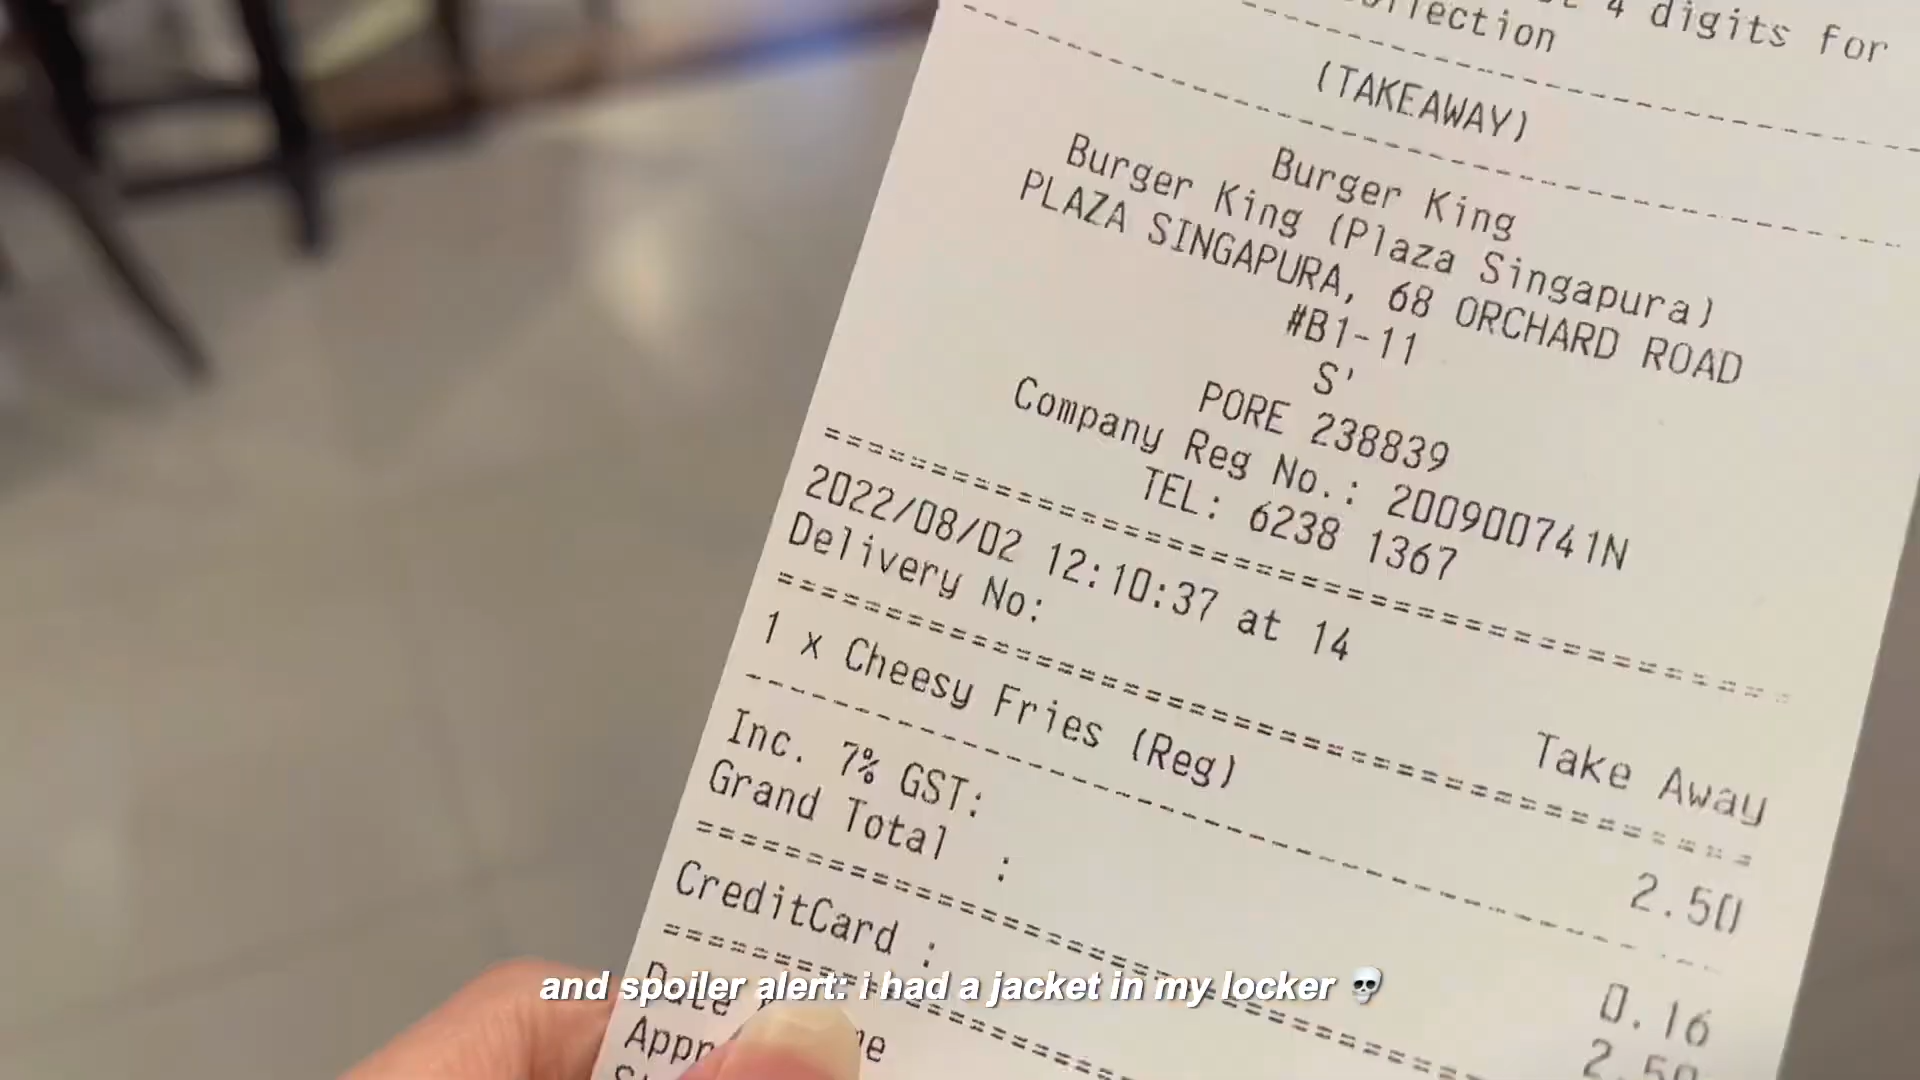 4 digits for
(TAKEAWAY)
Burger King
Burger King (Plaza Singapura)
PLAZA SINGAPURA, 68 ORCHARD ROAD
#B1-11
S'
PORE 238839
Company Reg No.: 200900741N
TEL: 6238 1367
2022/08/02 12:10:37 at 14
Delivery No:
Take Away
1 x Cheesy Fries (Reg) 2.50
Inc. 7% GST: 0.16
Grand Total : 2.50
CreditCard :
and spoiler alert: i had a jacket in my locker 💀